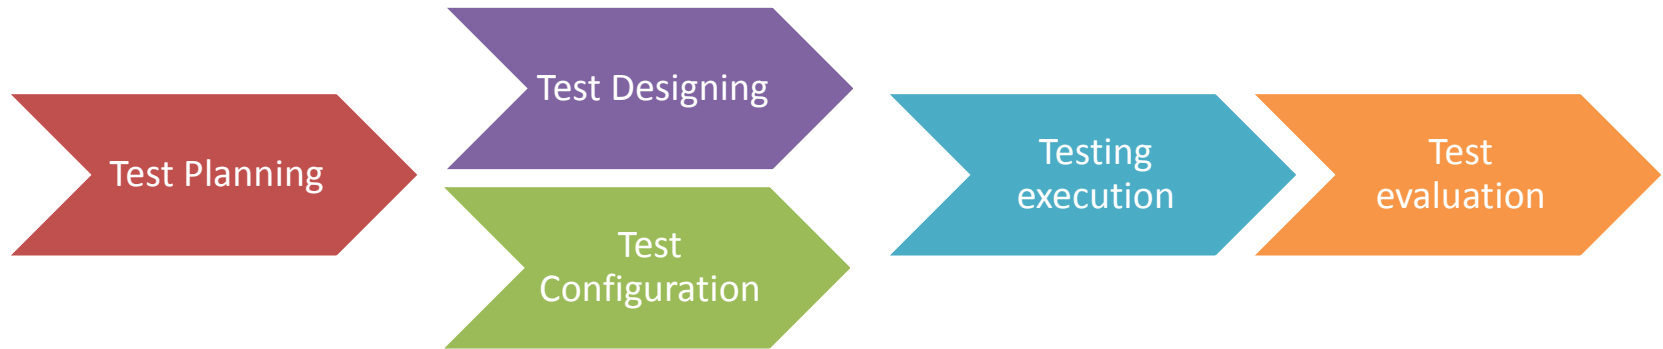 Test Planning
Test Designing
Test
Configuration
Testing
execution
Test
evaluation